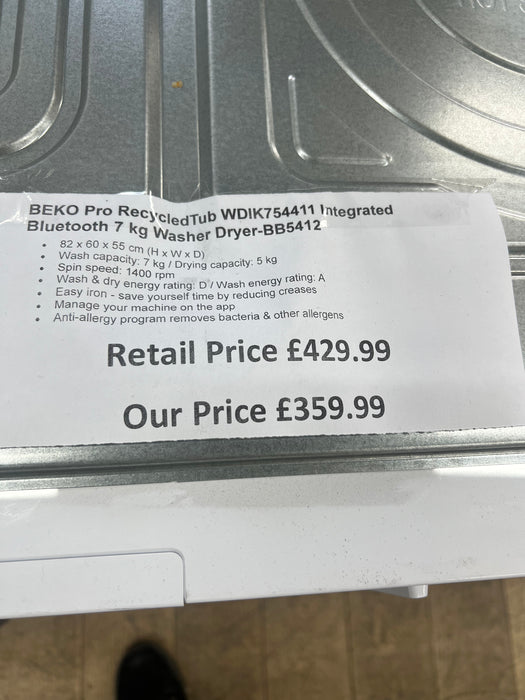 BEKO Pro RecycledTub WDIK754411 Integrated
Bluetooth 7 kg Washer Dryer-BB5412
• 82 x 60 x 55 cm (H x W x D)
• Wash capacity: 7 kg / Drying capacity: 5 kg
• Spin speed: 1400 rpm
• Wash & dry energy rating: D / Wash energy rating: A
• Easy iron - save yourself time by reducing creases
• Manage your machine on the app
• Anti-allergy program removes bacteria & other allergens
Retail Price £429.99
Our Price £359.99